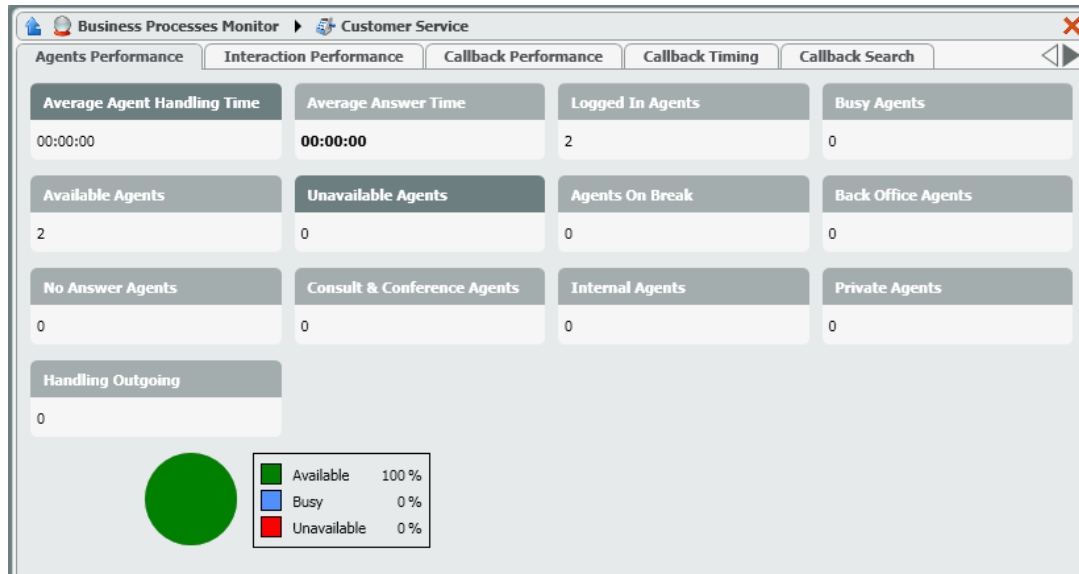 Business Processes Monitor Customer Service
Agents Performance Interaction Performance Callback Performance Callback Timing Callback Search
Average Agent Handling Time Average Answer Time Logged In Agents Busy Agents
00:00:00 00:00:00 2 0
Available Agents Unavailable Agents Agents On Break Back Office Agents
2 0 0 0
No Answer Agents Consult & Conference Agents Internal Agents Private Agents
0 0 0 0
Handling Outgoing
0
Available 100 %
Busy 0 %
Unavailable 0 %